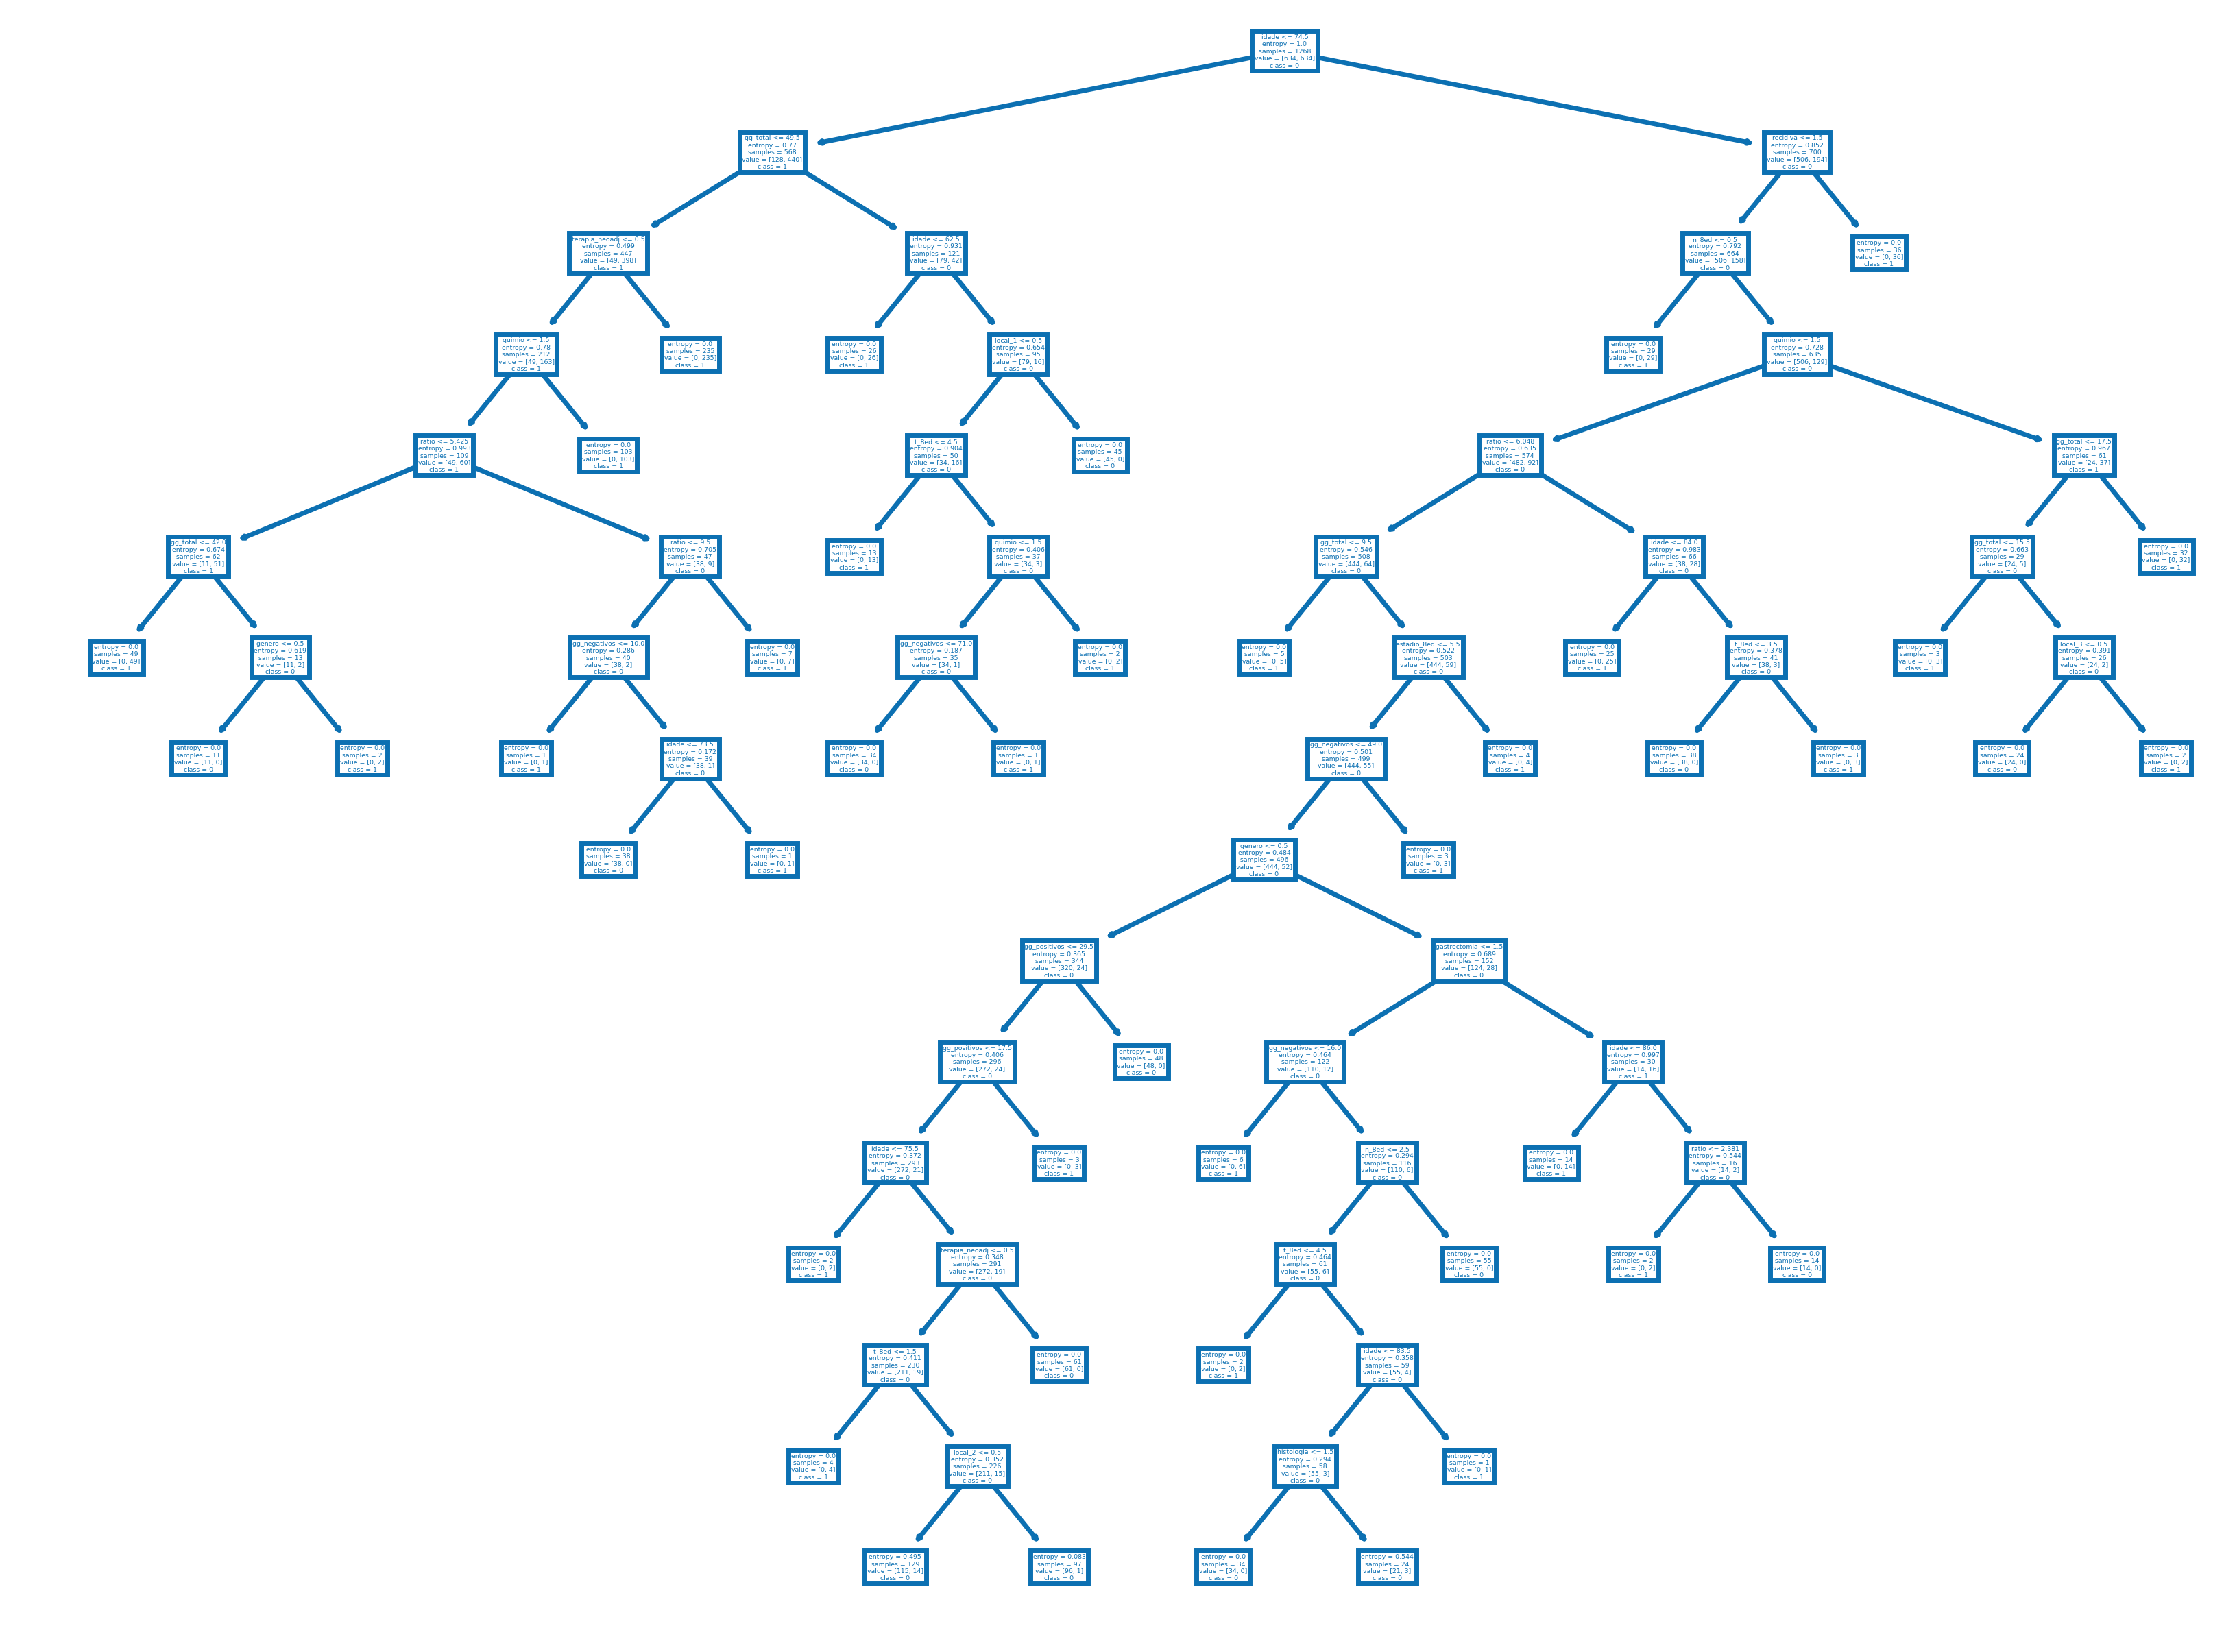 idade <= 74.5
entropy = 1.0
samples = 1268
value = [634, 634]
class = 0
gg_total <= 49.5
entropy = 0.77
samples = 568
value = [128, 440]
class = 1
recidiva <= 1.5
entropy = 0.852
samples = 700
value = [506, 194]
class = 0
terapia_neoadj <= 0.5
entropy = 0.499
samples = 447
value = [49, 398]
class = 1
idade <= 62.5
entropy = 0.931
samples = 121
value = [79, 42]
class = 0
n_8ed <= 0.5
entropy = 0.792
samples = 664
value = [506, 158]
class = 0
entropy = 0.0
samples = 36
value = [0, 36]
class = 1
quimio <= 1.5
entropy = 0.78
samples = 212
value = [49, 163]
class = 1
entropy = 0.0
samples = 235
value = [0, 235]
class = 1
entropy = 0.0
samples = 26
value = [0, 26]
class = 1
local_1 <= 0.5
entropy = 0.654
samples = 95
value = [79, 16]
class = 0
entropy = 0.0
samples = 29
value = [0, 29]
class = 1
quimio <= 1.5
entropy = 0.728
samples = 635
value = [506, 129]
class = 0
ratio <= 5.425
entropy = 0.993
samples = 109
value = [49, 60]
class = 1
entropy = 0.0
samples = 103
value = [0, 103]
class = 1
t_8ed <= 4.5
entropy = 0.904
samples = 50
value = [34, 16]
class = 0
entropy = 0.0
samples = 45
value = [45, 0]
class = 0
ratio <= 6.048
entropy = 0.635
samples = 574
value = [482, 92]
class = 0
gg_total <= 17.5
entropy = 0.967
samples = 61
value = [24, 37]
class = 1
gg_total <= 42.0
entropy = 0.674
samples = 62
value = [11, 51]
class = 1
ratio <= 9.5
entropy = 0.705
samples = 47
value = [38, 9]
class = 0
entropy = 0.0
samples = 13
value = [0, 13]
class = 1
quimio <= 1.5
entropy = 0.406
samples = 37
value = [34, 3]
class = 0
gg_total <= 9.5
entropy = 0.546
samples = 508
value = [444, 64]
class = 0
idade <= 84.0
entropy = 0.983
samples = 66
value = [38, 28]
class = 0
gg_total <= 15.5
entropy = 0.663
samples = 29
value = [24, 5]
class = 0
entropy = 0.0
samples = 32
value = [0, 32]
class = 1
entropy = 0.0
samples = 49
value = [0, 49]
class = 1
genero <= 0.5
entropy = 0.619
samples = 13
value = [11, 2]
class = 0
gg_negativos <= 10.0
entropy = 0.286
samples = 40
value = [38, 2]
class = 0
entropy = 0.0
samples = 7
value = [0, 7]
class = 1
gg_negativos <= 71.0
entropy = 0.187
samples = 35
value = [34, 1]
class = 0
entropy = 0.0
samples = 2
value = [0, 2]
class = 1
entropy = 0.0
samples = 5
value = [0, 5]
class = 1
estadio_8ed <= 5.5
entropy = 0.522
samples = 503
value = [444, 59]
class = 0
entropy = 0.0
samples = 25
value = [0, 25]
class = 1
t_8ed <= 3.5
entropy = 0.378
samples = 41
value = [38, 3]
class = 0
entropy = 0.0
samples = 3
value = [0, 3]
class = 1
local_3 <= 0.5
entropy = 0.391
samples = 26
value = [24, 2]
class = 0
entropy = 0.0
samples = 11
value = [11, 0]
class = 0
entropy = 0.0
samples = 2
value = [0, 2]
class = 1
entropy = 0.0
samples = 1
value = [0, 1]
class = 1
idade <= 73.5
entropy = 0.172
samples = 39
value = [38, 1]
class = 0
entropy = 0.0
samples = 34
value = [34, 0]
class = 0
entropy = 0.0
samples = 1
value = [0, 1]
class = 1
gg_negativos <= 49.0
entropy = 0.501
samples = 499
value = [444, 55]
class = 0
entropy = 0.0
samples = 4
value = [0, 4]
class = 1
entropy = 0.0
samples = 38
value = [38, 0]
class = 0
entropy = 0.0
samples = 3
value = [0, 3]
class = 1
entropy = 0.0
samples = 24
value = [24, 0]
class = 0
entropy = 0.0
samples = 2
value = [0, 2]
class = 1
entropy = 0.0
samples = 38
value = [38, 0]
class = 0
entropy = 0.0
samples = 1
value = [0, 1]
class = 1
genero <= 0.5
entropy = 0.484
samples = 496
value = [444, 52]
class = 0
entropy = 0.0
samples = 3
value = [0, 3]
class = 1
gg_positivos <= 29.5
entropy = 0.365
samples = 344
value = [320, 24]
class = 0
gastrectomia <= 1.5
entropy = 0.689
samples = 152
value = [124, 28]
class = 0
gg_positivos <= 17.5
entropy = 0.406
samples = 296
value = [272, 24]
class = 0
entropy = 0.0
samples = 48
value = [48, 0]
class = 0
gg_negativos <= 16.0
entropy = 0.464
samples = 122
value = [110, 12]
class = 0
idade <= 86.0
entropy = 0.997
samples = 30
value = [14, 16]
class = 1
idade <= 75.5
entropy = 0.372
samples = 293
value = [272, 21]
class = 0
entropy = 0.0
samples = 3
value = [0, 3]
class = 1
entropy = 0.0
samples = 6
value = [0, 6]
class = 1
n_8ed <= 2.5
entropy = 0.294
samples = 116
value = [110, 6]
class = 0
entropy = 0.0
samples = 14
value = [0, 14]
class = 1
ratio <= 2.381
entropy = 0.544
samples = 16
value = [14, 2]
class = 0
entropy = 0.0
samples = 2
value = [0, 2]
class = 1
terapia_neoadj <= 0.5
entropy = 0.348
samples = 291
value = [272, 19]
class = 0
t_8ed <= 4.5
entropy = 0.464
samples = 61
value = [55, 6]
class = 0
entropy = 0.0
samples = 55
value = [55, 0]
class = 0
entropy = 0.0
samples = 2
value = [0, 2]
class = 1
entropy = 0.0
samples = 14
value = [14, 0]
class = 0
t_8ed <= 1.5
entropy = 0.411
samples = 230
value = [211, 19]
class = 0
entropy = 0.0
samples = 61
value = [61, 0]
class = 0
entropy = 0.0
samples = 2
value = [0, 2]
class = 1
idade <= 83.5
entropy = 0.358
samples = 59
value = [55, 4]
class = 0
entropy = 0.0
samples = 4
value = [0, 4]
class = 1
local_2 <= 0.5
entropy = 0.352
samples = 226
value = [211, 15]
class = 0
histologia <= 1.5
entropy = 0.294
samples = 58
value = [55, 3]
class = 0
entropy = 0.0
samples = 1
value = [0, 1]
class = 1
entropy = 0.495
samples = 129
value = [115, 14]
class = 0
entropy = 0.083
samples = 97
value = [96, 1]
class = 0
entropy = 0.0
samples = 34
value = [34, 0]
class = 0
entropy = 0.544
samples = 24
value = [21, 3]
class = 0